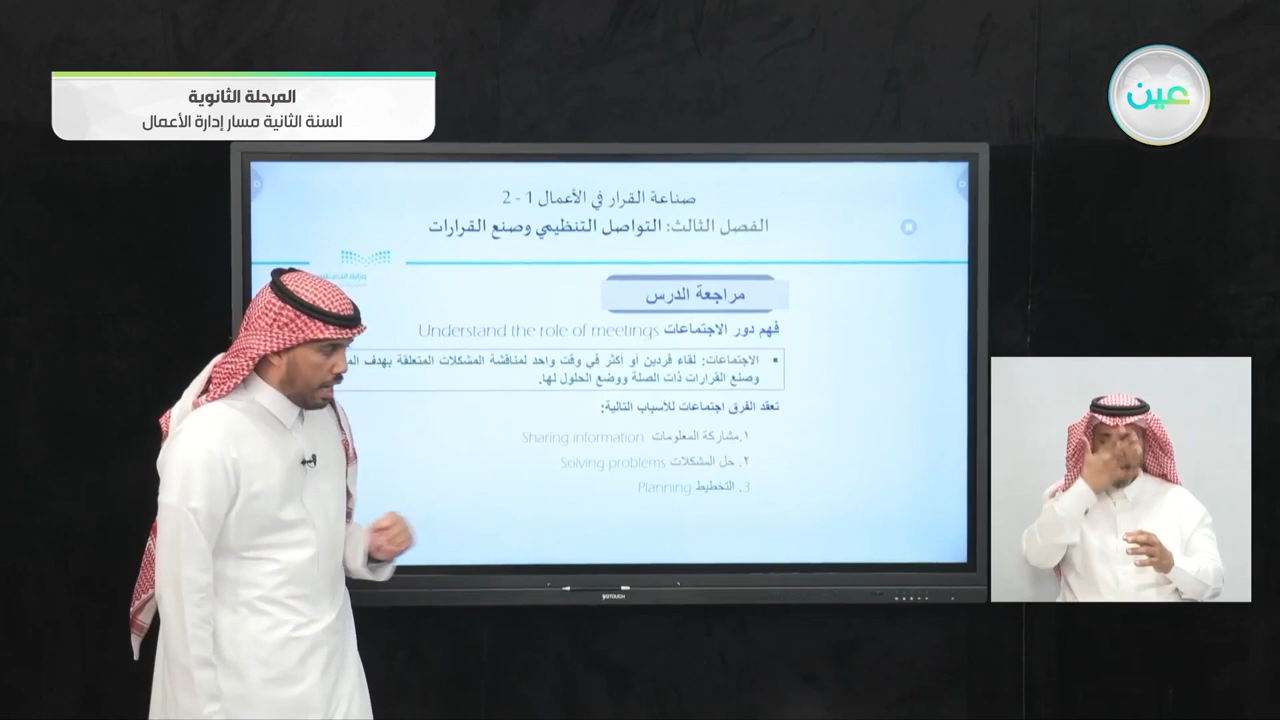 المرحلة الثانوية
السنة الثانية مسار إدارة الأعمال
عين
صناعة القرار في الأعمال 1 - 2
الفصل الثالث: التواصل التنظيمي وصنع القرارات
مراجعة الدرس
فهم دور الاجتماعات Understand the role of meetings
▪ الاجتماعات: لقاء فردين أو أكثر في وقت واحد لمناقشة المشكلات المتعلقة بهدف
وصنع القرارات ذات الصلة ووضع الحلول لها.
تعقد الفرق اجتماعات للأسباب التالية:
١.مشاركة المعلومات Sharing information
٢. حل المشكلات Solving problems
3. التخطيط Planning